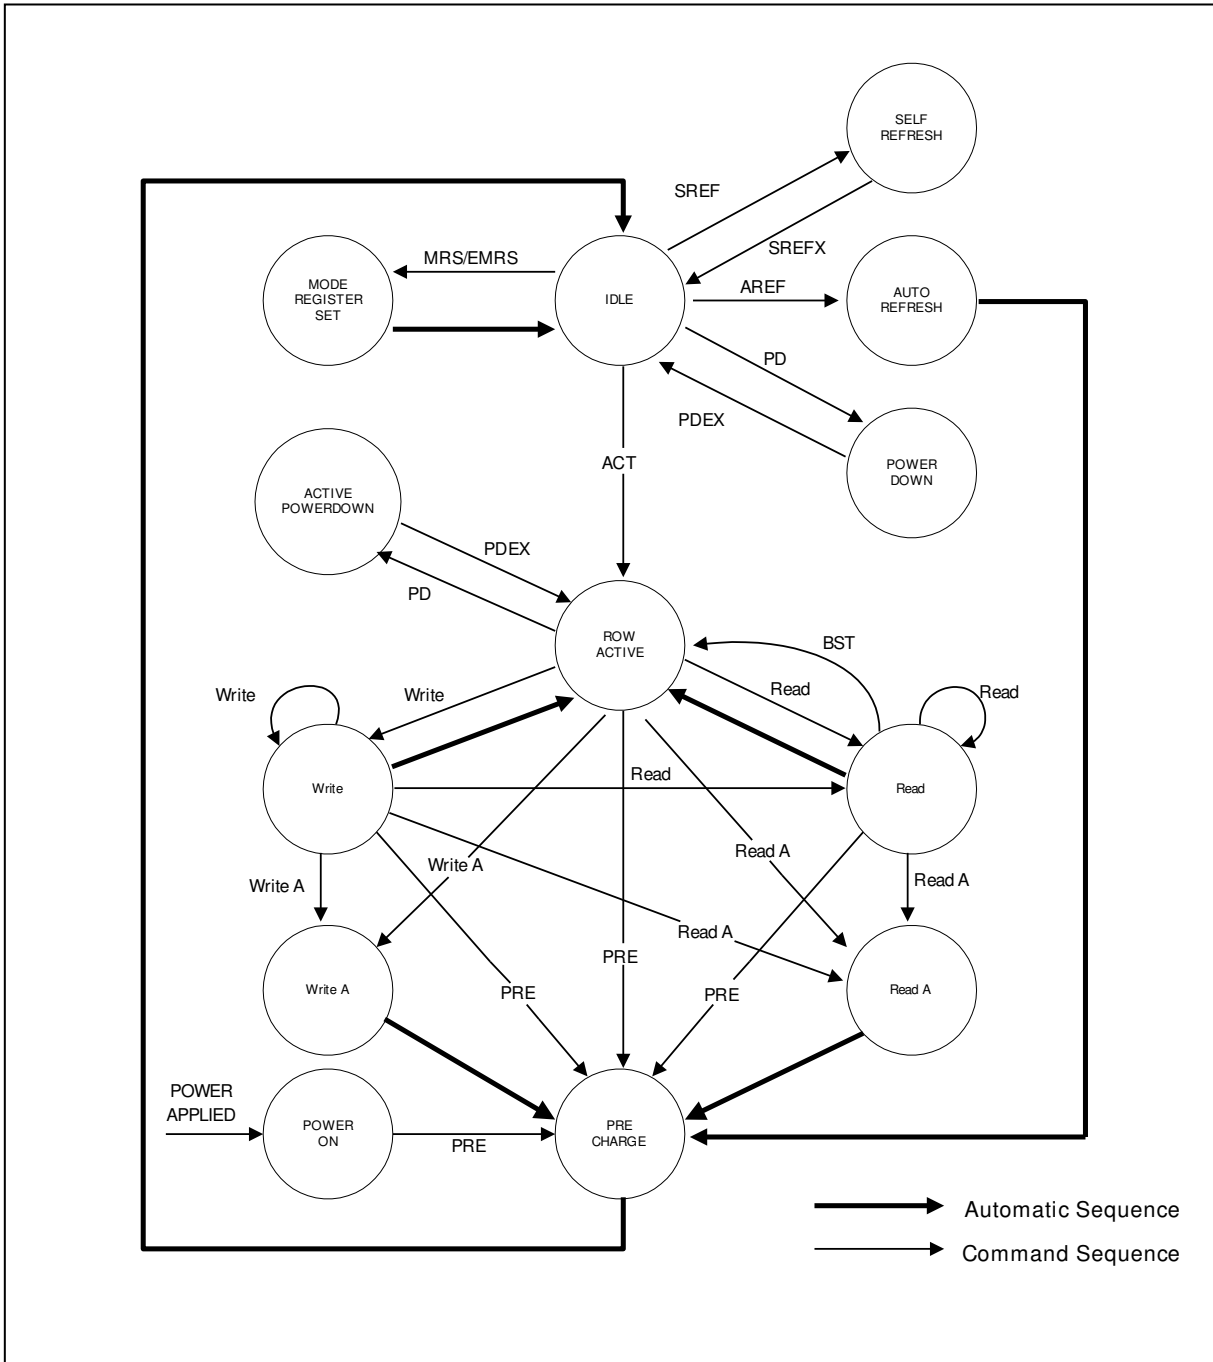 SELF
REFRESH
SREF
SREFX
MRS/EMRS
MODE
REGISTER
SET
IDLE
AREF
AUTO
REFRESH
PD
PDEX
POWER
DOWN
ACT
ACTIVE
POWERDOWN
PDEX
PD
ROW
ACTIVE
BST
Write
Write
Read
Read
Write
Read
Read
Write A
Write A
Read A
Read A
Read A
Write A
PRE
PRE
PRE
Read A
POWER
APPLIED
POWER
ON
PRE
PRE
CHARGE
Automatic Sequence
Command Sequence